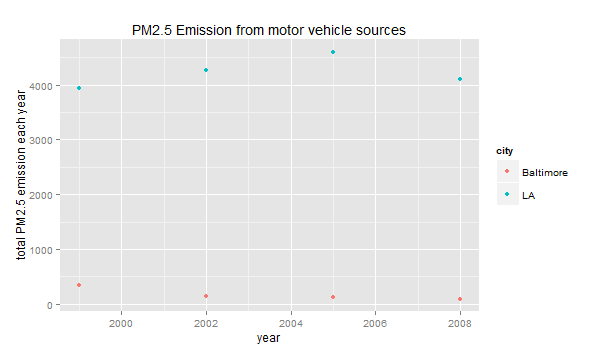 PM2.5 Emission from motor vehicle sources
total PM2.5 emission each year
4000
3000
2000
1000
0
2000 2002 2004 2006 2008
year
city
Baltimore
LA